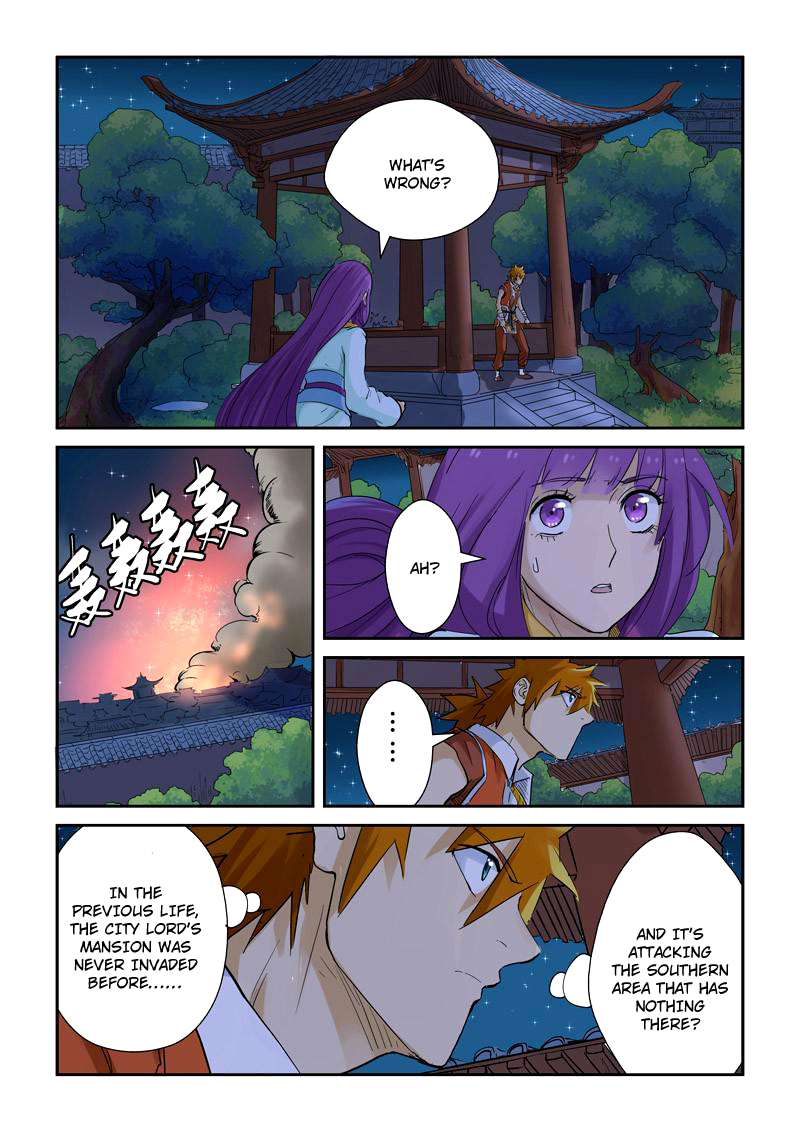 WHAT'S
WRONG?
轰轰轰轰
AH?
......
IN THE
PREVIOUS LIFE,
THE CITY LORD'S
MANSION WAS
NEVER INVADED
BEFORE......
AND IT'S
ATTACKING
THE SOUTHERN
AREA THAT HAS
NOTHING
THERE?